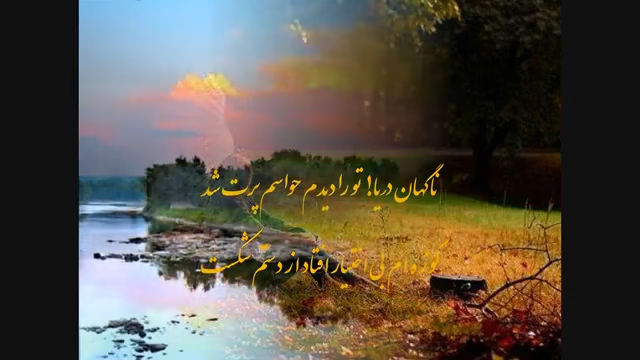 ناگهان دریا! تو را دیدم حواسم پرت شد
کوزه ام بی اختیار افتاد از دستم شکست